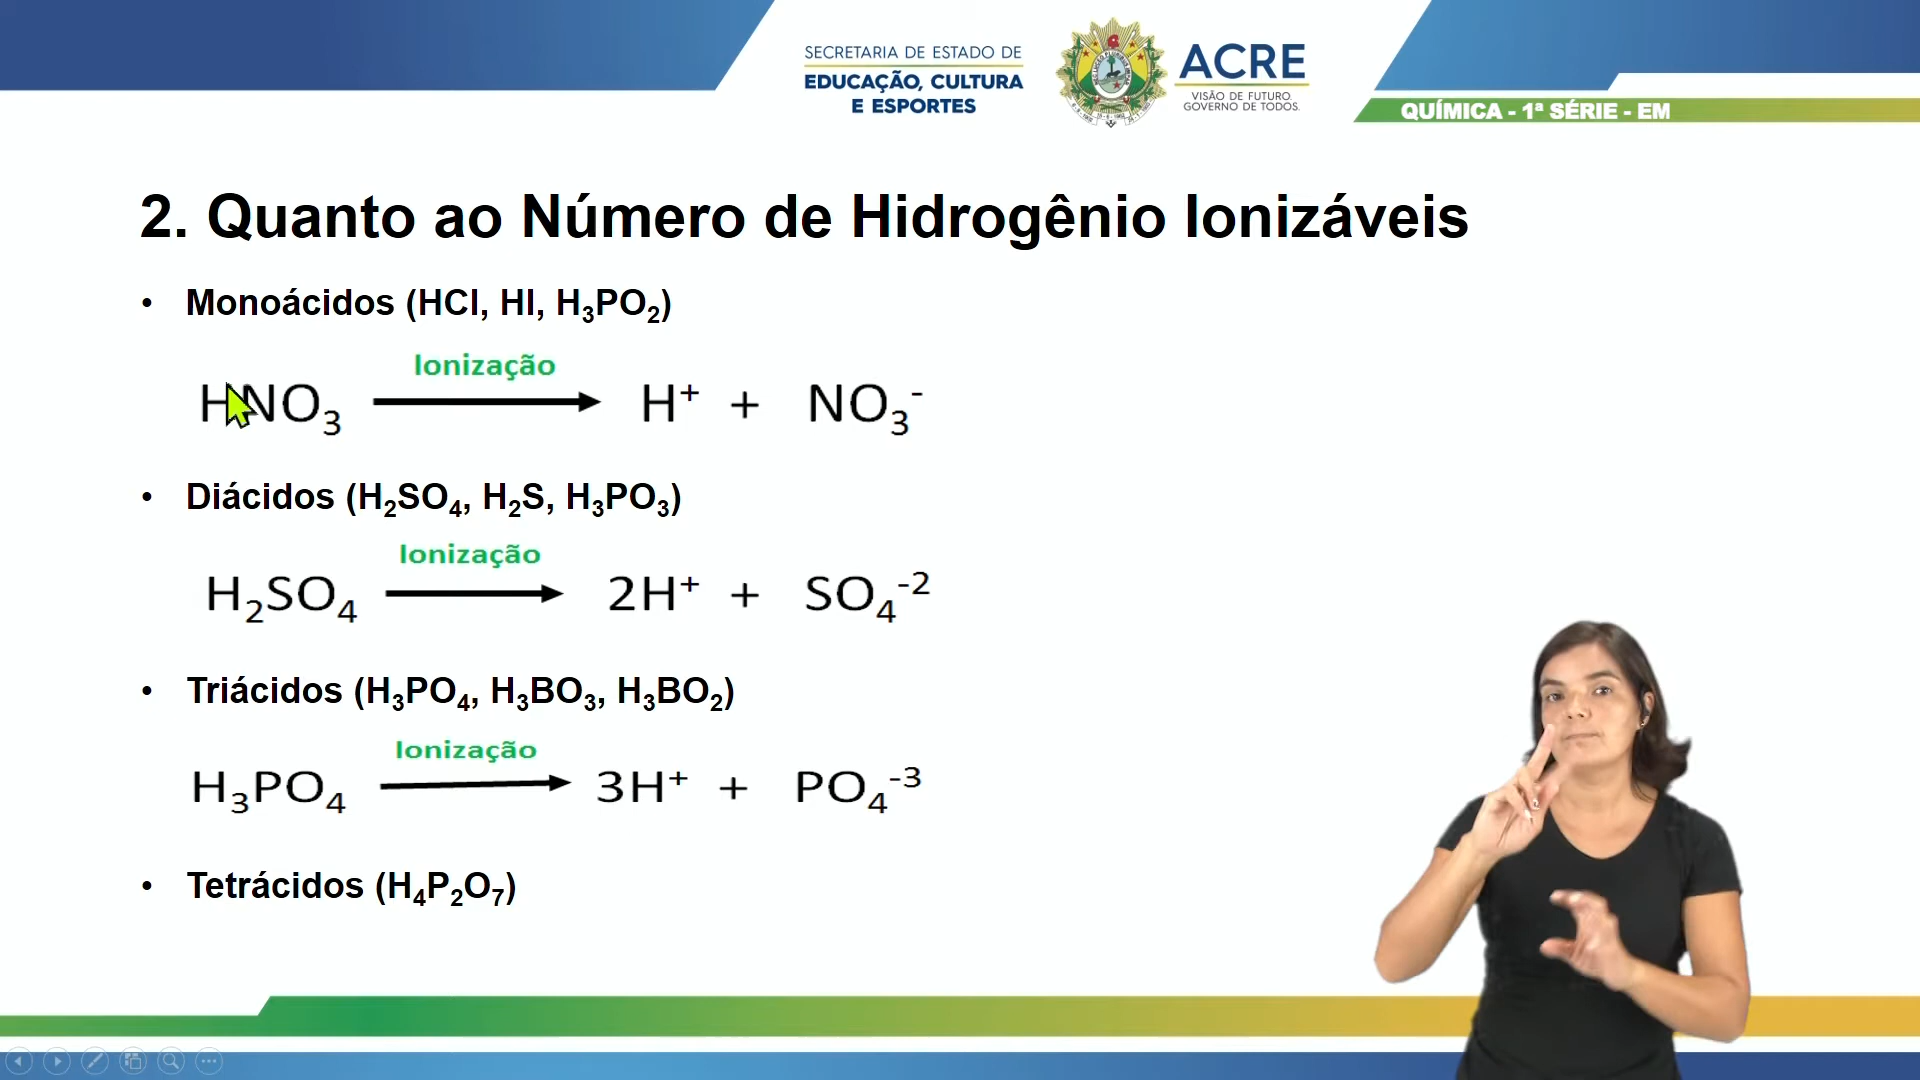 SECRETARIA DE ESTADO DE
EDUCAÇÃO, CULTURA
E ESPORTES
ACRE
VISÃO DE FUTURO.
GOVERNO DE TODOS.
QUÍMICA - 1ª SÉRIE - EM
2. Quanto ao Número de Hidrogênio Ionizáveis
• Monoácidos (HCl, HI, H₃PO₂)
Ionização
HNO₃ → H⁺ + NO₃⁻
• Diácidos (H₂SO₄, H₂S, H₃PO₃)
Ionização
H₂SO₄ → 2H⁺ + SO₄⁻²
• Triácidos (H₃PO₄, H₃BO₃, H₃BO₂)
Ionização
H₃PO₄ → 3H⁺ + PO₄⁻³
• Tetrácidos (H₄P₂O₇)